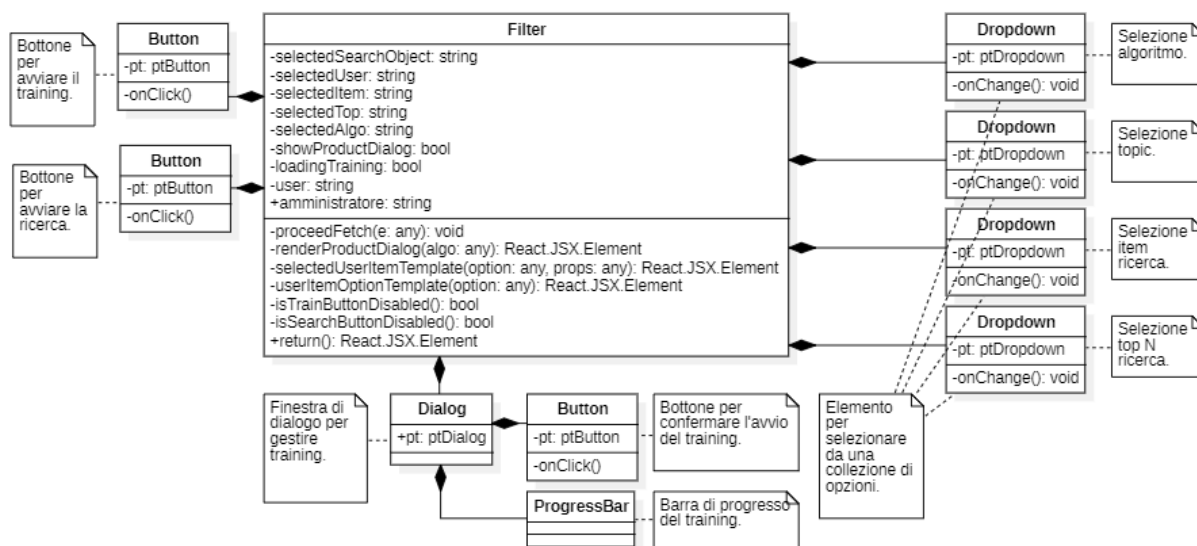 Bottone
per
avviare il
training.
Button
-pt: ptButton
-onClick()
Bottone
per
avviare la
ricerca.
Button
-pt: ptButton
-onClick()
Filter
-selectedSearchObject: string
-selectedUser: string
-selectedItem: string
-selectedTop: string
-selectedAlgo: string
-showProductDialog: bool
-loadingTraining: bool
-user: string
+amministratore: string
-proceedFetch(e: any): void
-renderProductDialog(algo: any): React.JSX.Element
-selectedUserItemTemplate(option: any, props: any): React.JSX.Element
-userItemOptionTemplate(option: any): React.JSX.Element
-isTrainButtonDisabled(): bool
-isSearchButtonDisabled(): bool
+return(): React.JSX.Element
Dropdown
-pt: ptDropdown
-onChange(): void
Selezione
algoritmo.
Dropdown
-pt: ptDropdown
-onChange(): void
Selezione
topic.
Dropdown
-pt: ptDropdown
-onChange(): void
Selezione
item
ricerca.
Dropdown
-pt: ptDropdown
-onChange(): void
Selezione
top N
ricerca.
Finestra di
dialogo per
gestire
training.
Dialog
+pt: ptDialog
Button
-pt: ptButton
-onClick()
Bottone per
confermare l'avvio
del training.
ProgressBar
Barra di progresso
del training.
Elemento
per
selezionare
da una
collezione di
opzioni.